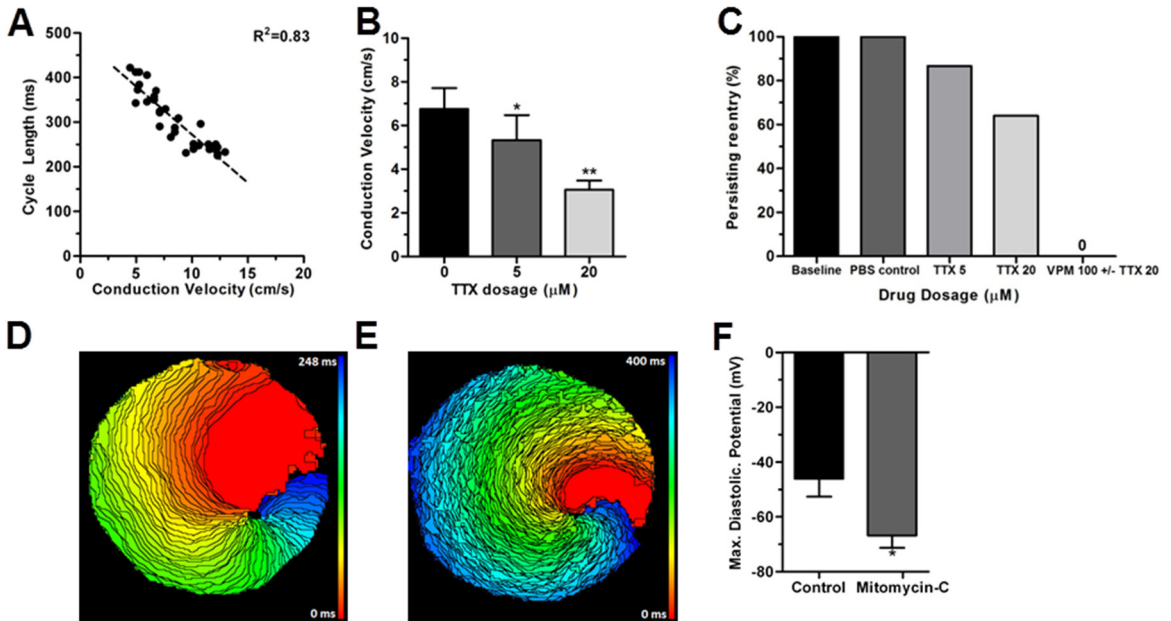 A
R²=0.83
Cycle Length (ms)
500
400
300
200
100
0
0
5
10
15
20
Conduction Velocity (cm/s)
B
Conduction Velocity (cm/s)
10
8
6
4
2
0
*
**
0
5
20
TTX dosage (µM)
C
Persisting reentry (%)
100
80
60
40
20
0
0
Baseline
PBS control
TTX 5
TTX 20
VPM 100 +/- TTX 20
Drug Dosage (µM)
D
248 ms
0 ms
E
400 ms
0 ms
F
Max. Diastolic. Potential (mV)
0
-20
-40
-60
-80
*
Control
Mitomycin-C